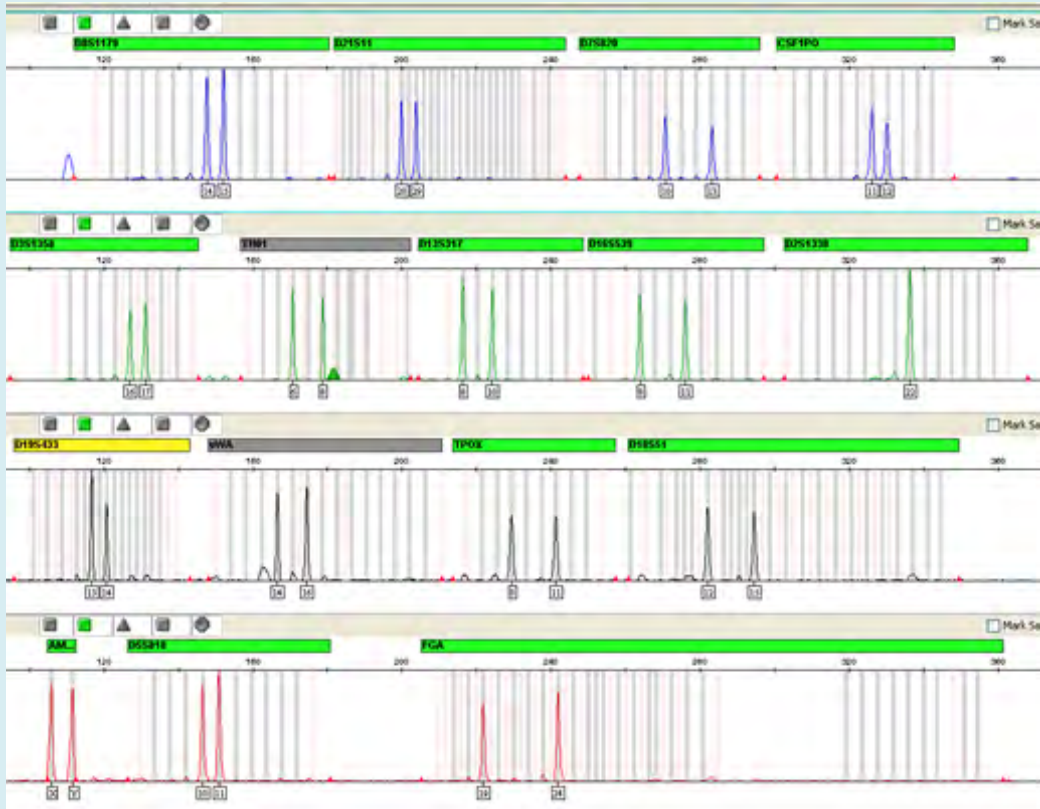 Mark Sa
D8S1179 D21S11 D7S820 CSF1PO
120 160 200 240 280 320 360
14 15 28 29 10 13 11 12
Mark Sa
D3S1358 TH01 D13S317 D16S539 D2S1338
120 160 200 240 280 320 360
16 17 6 8 8 10 9 11 22
Mark Sa
D19S433 vWA TPOX D18S51
120 160 200 240 280 320 360
13 14 14 16 8 11
Mark Sa
AM... D5S818 FGA
120 160 200 240 280 320 360
X Y 10 11 24